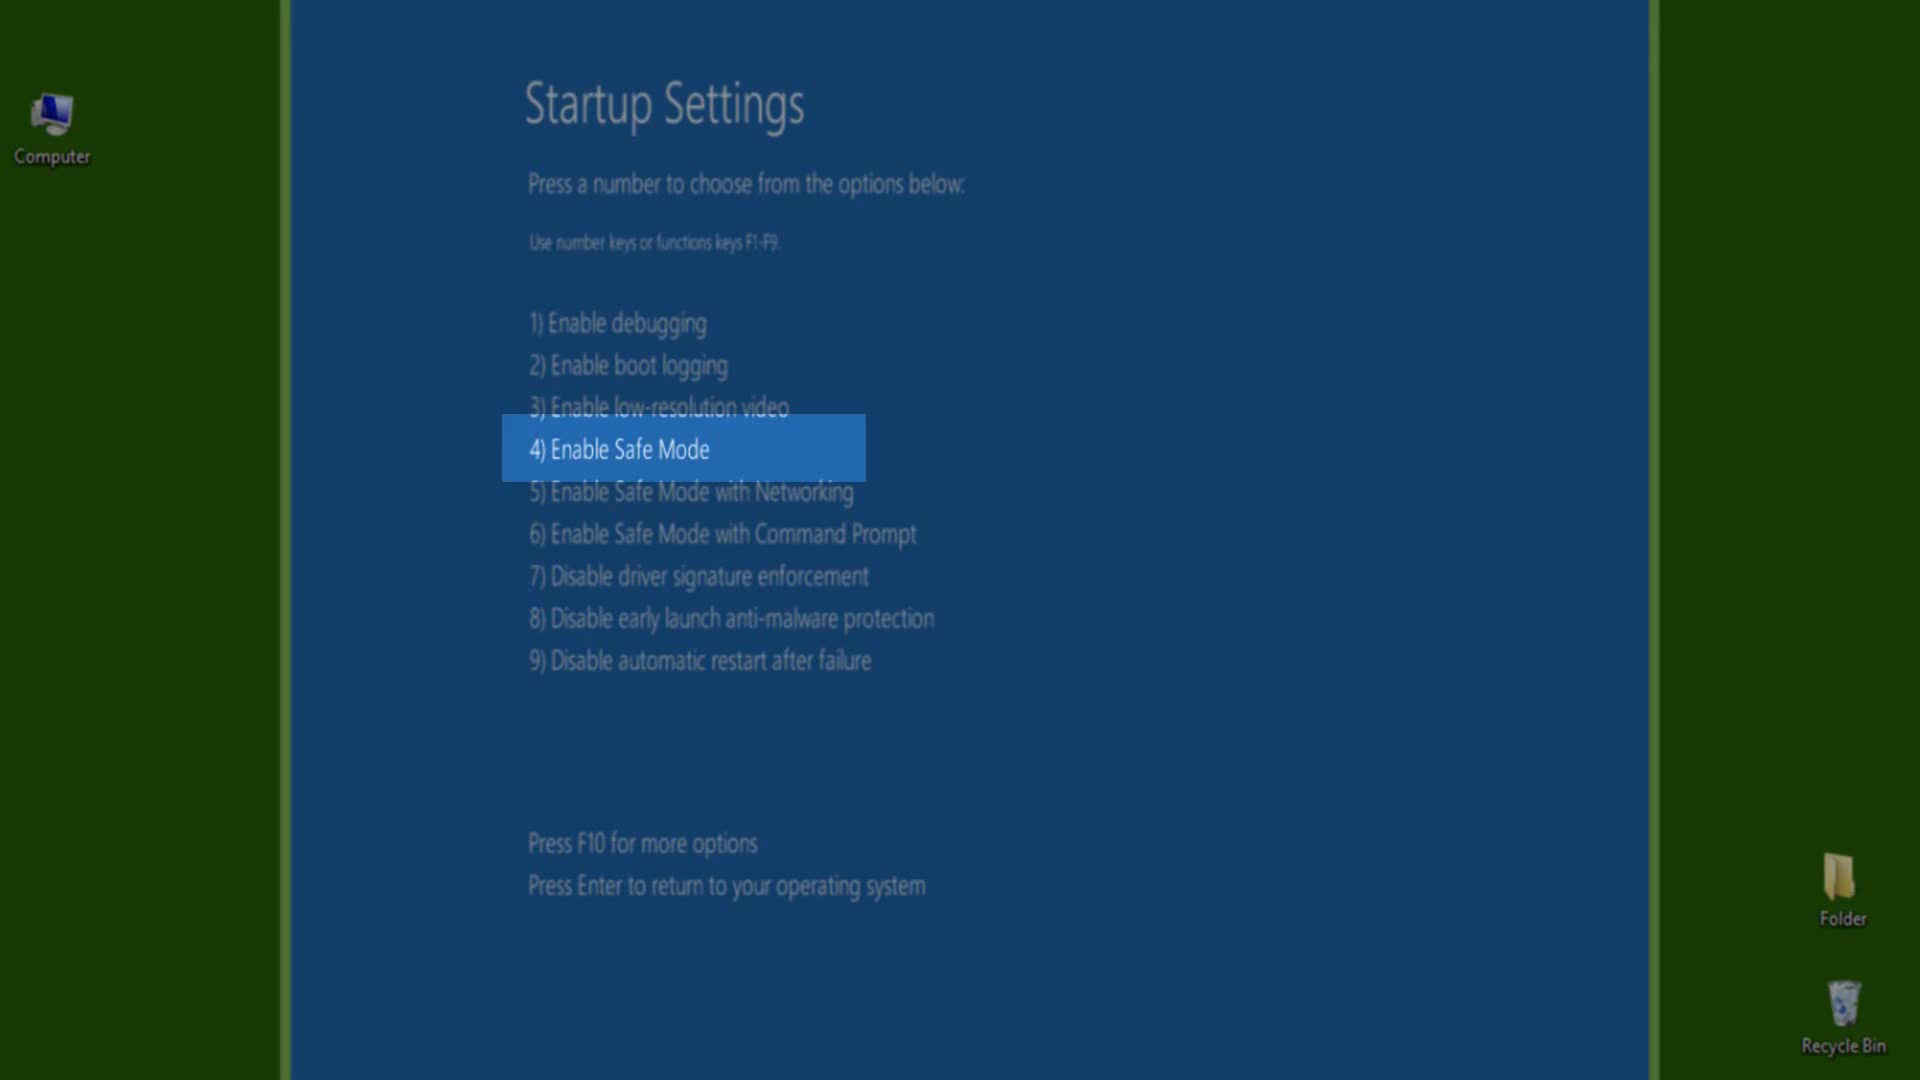 Computer
Startup Settings
Press a number to choose from the options below:
Use number keys or functions keys F1-F9.
1) Enable debugging
2) Enable boot logging
3) Enable low-resolution video
4) Enable Safe Mode
5) Enable Safe Mode with Networking
6) Enable Safe Mode with Command Prompt
7) Disable driver signature enforcement
8) Disable early launch anti-malware protection
9) Disable automatic restart after failure
Press F10 for more options
Press Enter to return to your operating system
Folder
Recycle Bin